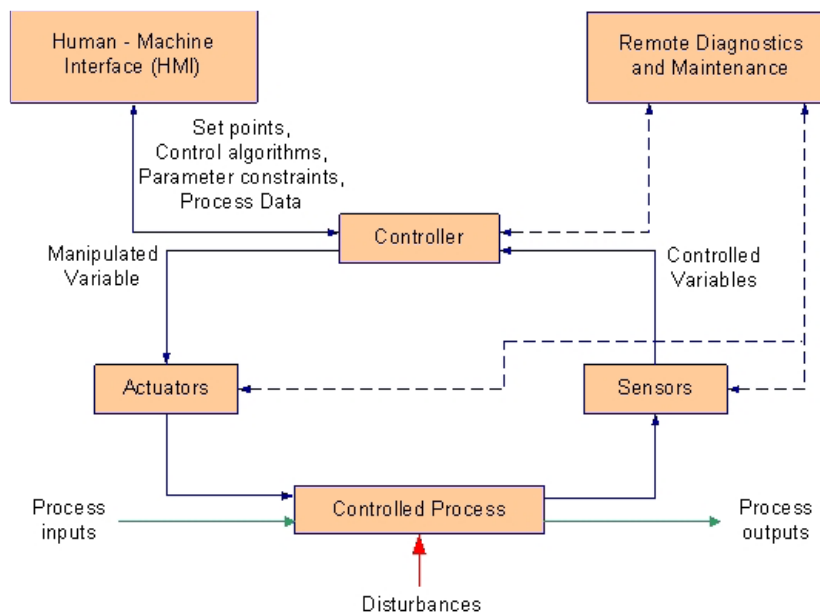 Human - Machine
Interface (HMI)
Remote Diagnostics
and Maintenance
Set points,
Control algorithms,
Parameter constraints,
Process Data
Controller
Manipulated
Variable
Controlled
Variables
Actuators
Sensors
Process
inputs
Controlled Process
Process
outputs
Disturbances